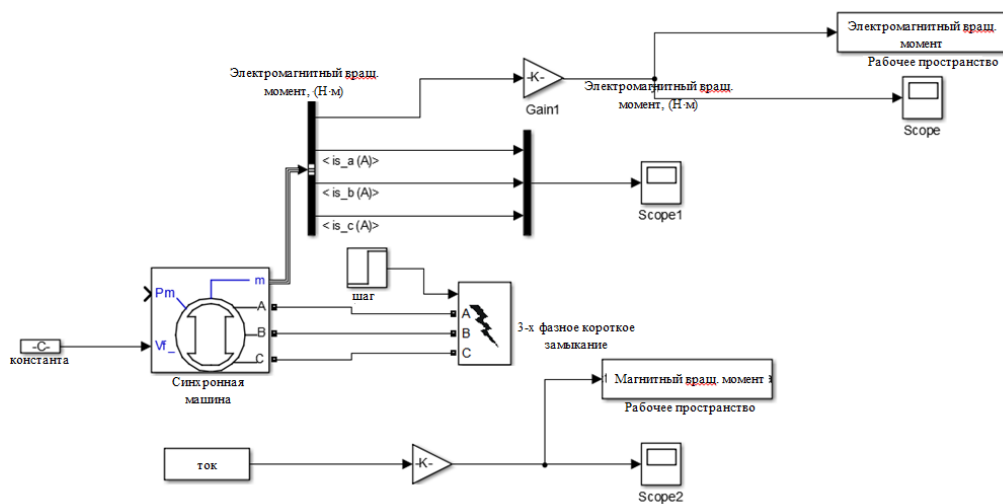 Электромагнитный вращ.
момент
Рабочее пространство
Электромагнитный вращ.
момент, (Н·м)
-K-
Gain1
Электромагнитный вращ.
момент, (Н·м)
Scope
< is_a (A)>
< is_b (A)>
< is_c (A)>
Scope1
шаг
Pm
m
A
B
C
Vf_
-C-
константа
Синхронная
машина
A
B
C
3-х фазное короткое
замыкание
Магнитный вращ. момент
Рабочее пространство
ток
-K-
Scope2